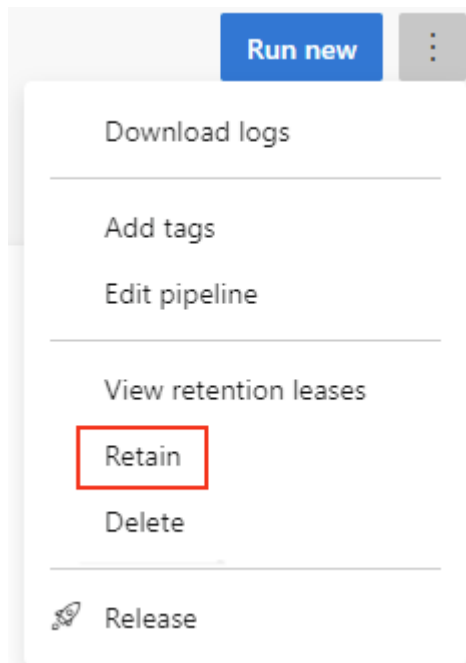 Run new
Download logs
Add tags
Edit pipeline
View retention leases
Retain
Delete
Release